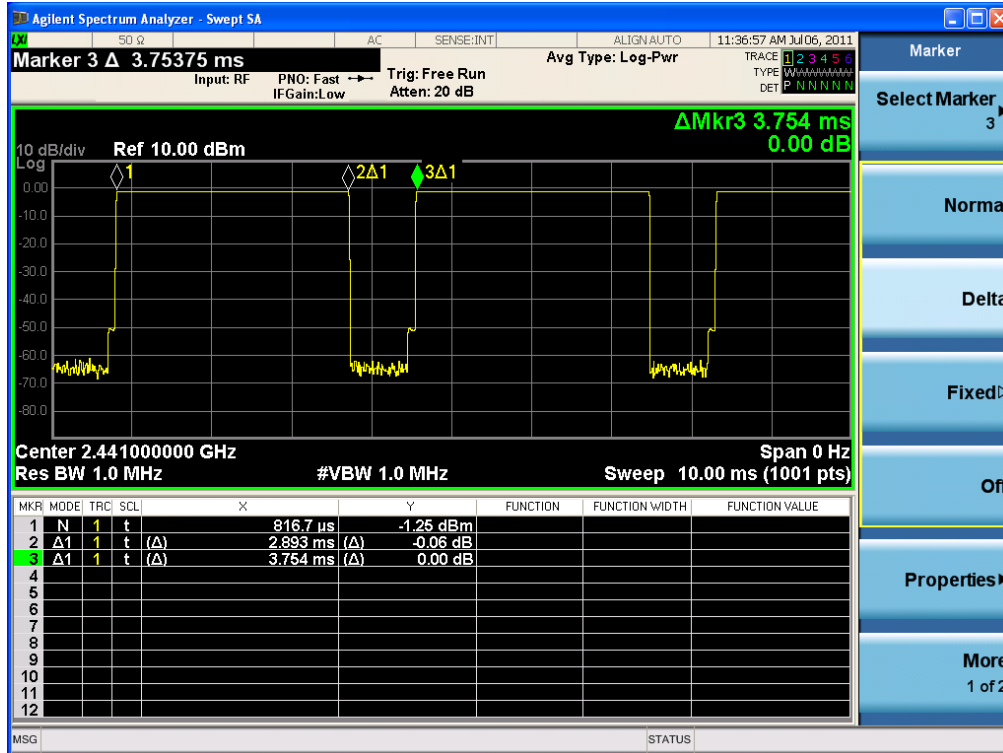 Agilent Spectrum Analyzer - Swept SA
LXI 50 Ω AC SENSE:INT ALIGN AUTO 11:36:57 AM Jul 06, 2011
Marker 3 Δ 3.75375 ms
Input: RF PNO: Fast Trig: Free Run Avg Type: Log-Pwr TRACE 1 2 3 4 5 6
IFGain:Low Atten: 20 dB TYPE
DET P N N N N N
ΔMkr3 3.754 ms
0.00 dB
10 dB/div Ref 10.00 dBm
Log
1 2Δ1 3Δ1
0.00
-10.0
-20.0
-30.0
-40.0
-50.0
-60.0
-70.0
-80.0
Center 2.441000000 GHz Span 0 Hz
Res BW 1.0 MHz #VBW 1.0 MHz Sweep 10.00 ms (1001 pts)
MKR MODE TRC SCL X Y FUNCTION FUNCTION WIDTH FUNCTION VALUE
1 N 1 t 816.7 µs -1.25 dBm
2 Δ1 1 t (Δ) 2.893 ms (Δ) -0.06 dB
3 Δ1 1 t (Δ) 3.754 ms (Δ) 0.00 dB
4
5
6
7
8
9
10
11
12
MSG STATUS
Marker
Select Marker
3
Norma
Delta
Fixed
Of
Properties
More
1 of 2